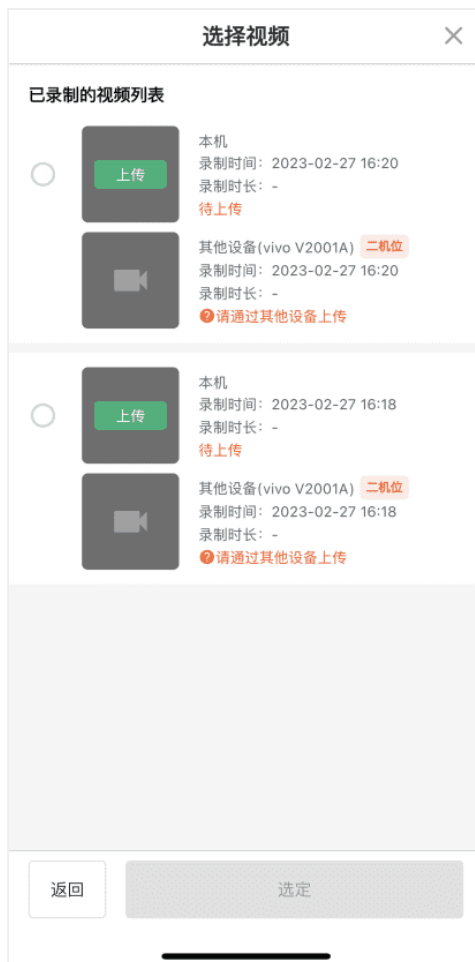 选择视频
已录制的视频列表
上传
本机
录制时间：2023-02-27 16:20
录制时长：-
待上传
其他设备(vivo V2001A) 二机位
录制时间：2023-02-27 16:20
录制时长：-
?请通过其他设备上传
上传
本机
录制时间：2023-02-27 16:18
录制时长：-
待上传
其他设备(vivo V2001A) 二机位
录制时间：2023-02-27 16:18
录制时长：-
?请通过其他设备上传
返回
选定